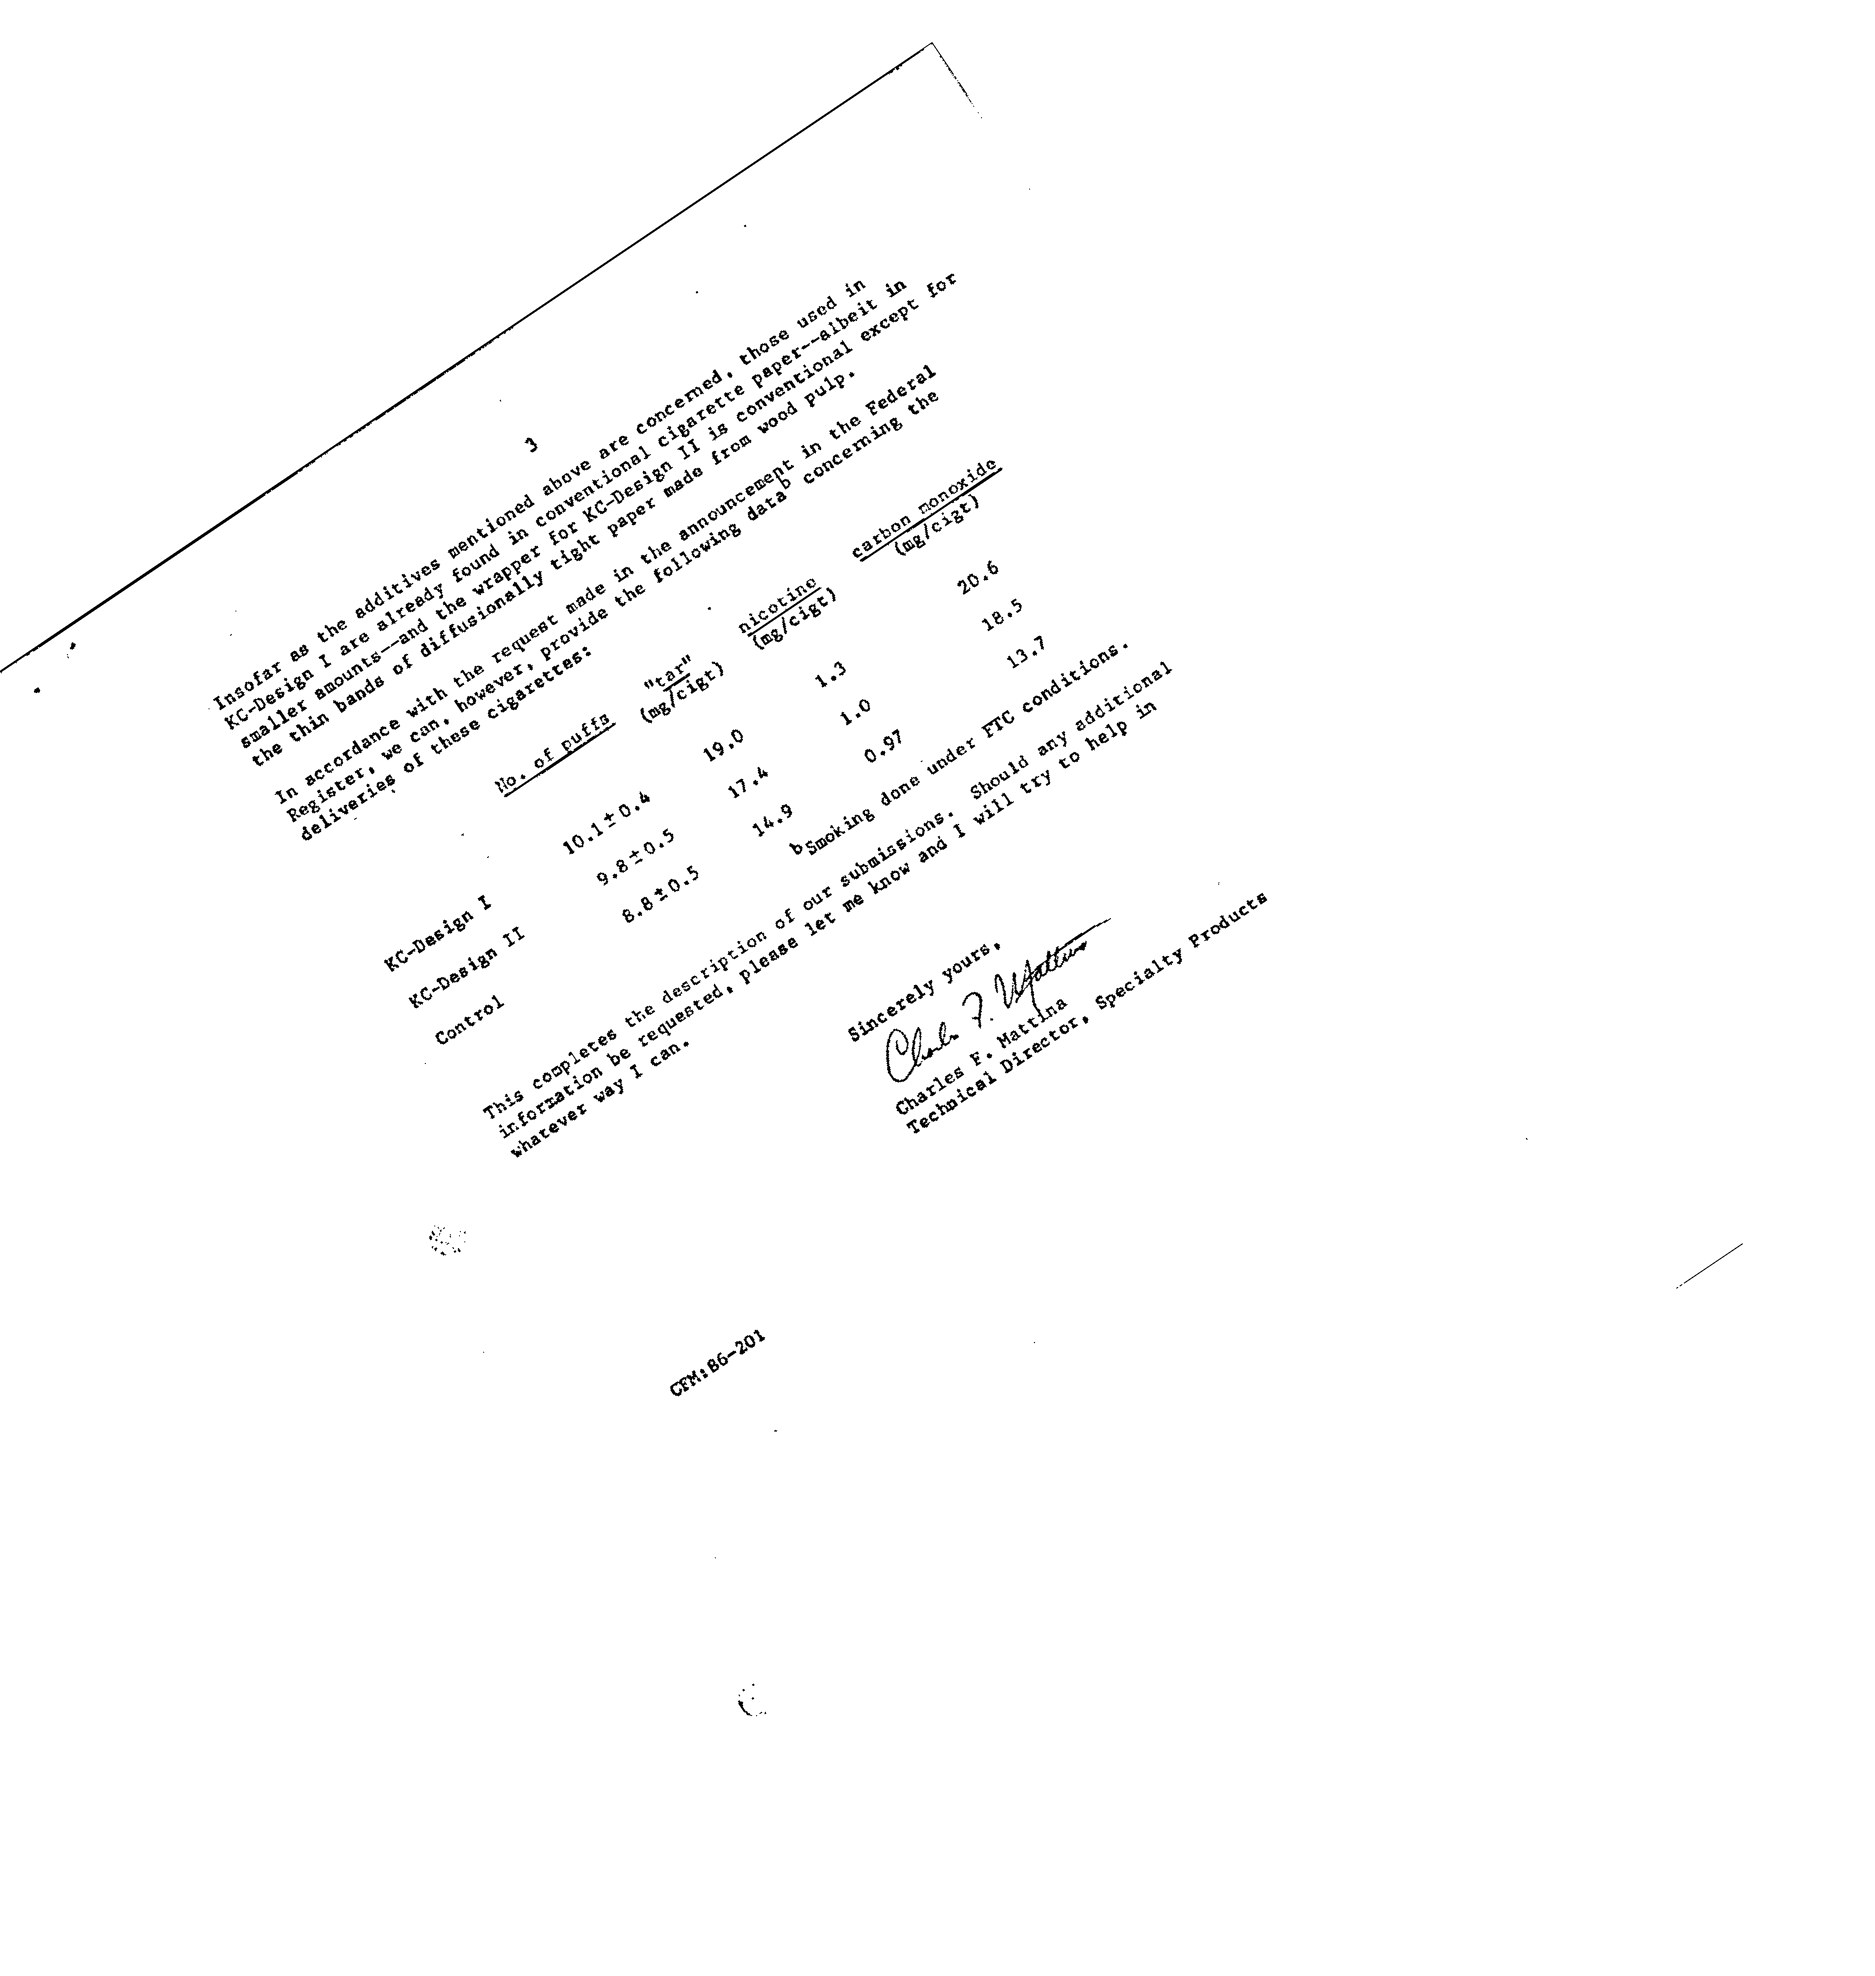 3
Insofar as the additives mentioned above are concerned, those used in
KC-Design I are already found in conventional cigarette paper--albeit in
smaller amounts--and the wrapper for KC-Design II is conventional except for
the thin bands of diffusionally tight paper made from wood pulp.
In accordance with the request made in the announcement in the Federal
Register, we can, however, provide the following data b concerning the
deliveries of these cigarettes:
No. of puffs "tar" nicotine carbon monoxide
(mg/cigt) (mg/cigt) (mg/cigt)
KC-Design I 10.1±0.4 19.0 1.3 20.6
KC-Design II 9.8±0.5 17.4 1.0 18.5
Control 8.8±0.5 14.9 0.97 13.7
b Smoking done under FTC conditions.
This completes the description of our submissions. Should any additional
information be requested, please let me know and I will try to help in
whatever way I can.
Sincerely yours,
Charles F. Mattina
Charles F. Mattina
Technical Director, Specialty Products
CFM:B6-201